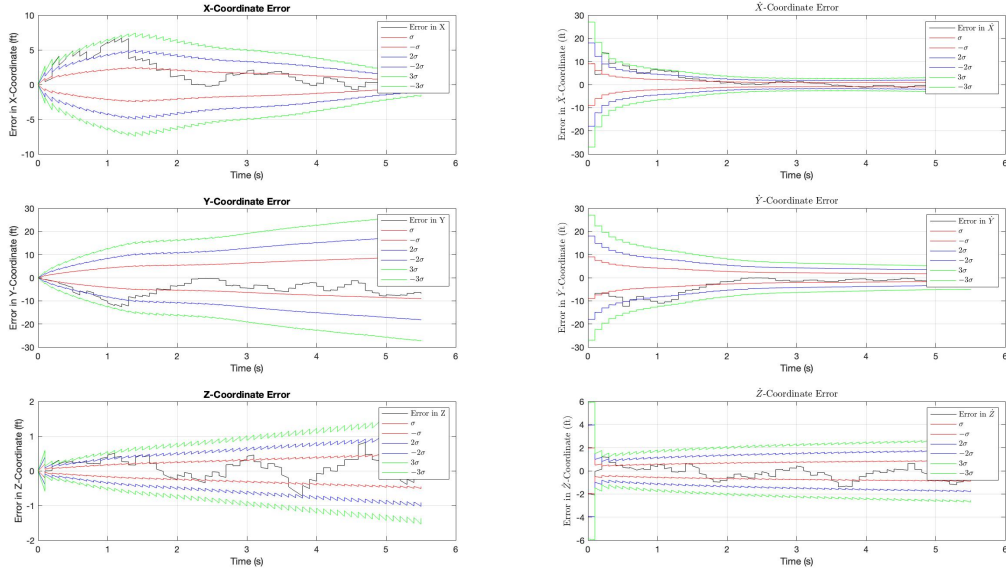 X-Coordinate Error
Error in X-Coordinate (ft)
10
5
0
-5
-10
0 1 2 3 4 5 6
Time (s)
Error in X
σ
−σ
2σ
−2σ
3σ
−3σ
Ẋ-Coordinate Error
Error in Ẋ-Coordinate (ft)
30
20
10
0
-10
-20
-30
0 1 2 3 4 5 6
Time (s)
Error in Ẋ
σ
−σ
2σ
−2σ
3σ
−3σ
Y-Coordinate Error
Error in Y-Coordinate (ft)
30
20
10
0
-10
-20
-30
0 1 2 3 4 5 6
Time (s)
Error in Y
σ
−σ
2σ
−2σ
3σ
−3σ
Ẏ-Coordinate Error
Error in Ẏ-Coordinate (ft)
30
20
10
0
-10
-20
-30
0 1 2 3 4 5 6
Time (s)
Error in Ẏ
σ
−σ
2σ
−2σ
3σ
−3σ
Z-Coordinate Error
Error in Z-Coordinate (ft)
2
1
0
-1
-2
0 1 2 3 4 5 6
Time (s)
Error in Z
σ
−σ
2σ
−2σ
3σ
−3σ
Ż-Coordinate Error
Error in Ż-Coordinate (ft)
6
4
2
0
-2
-4
-6
0 1 2 3 4 5 6
Time (s)
Error in Ż
σ
−σ
2σ
−2σ
3σ
−3σ